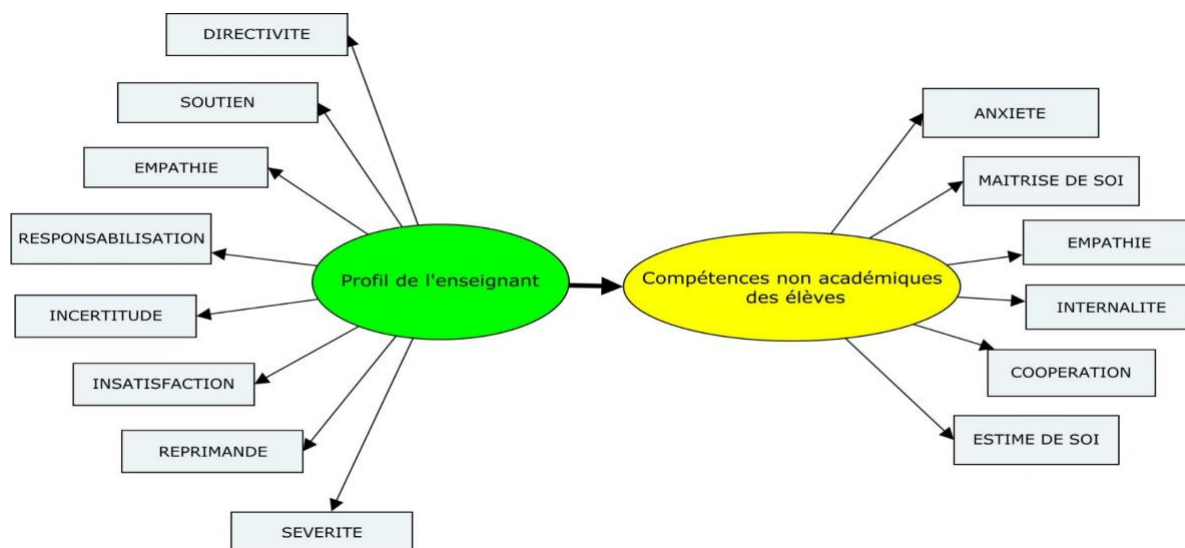 DIRECTIVITE
SOUTIEN
EMPATHIE
RESPONSABILISATION
INCERTITUDE
INSATISFACTION
REPRIMANDE
SEVERITE
Profil de l'enseignant
Compétences non académiques
des élèves
ANXIETE
MAITRISE DE SOI
EMPATHIE
INTERNALITE
COOPERATION
ESTIME DE SOI